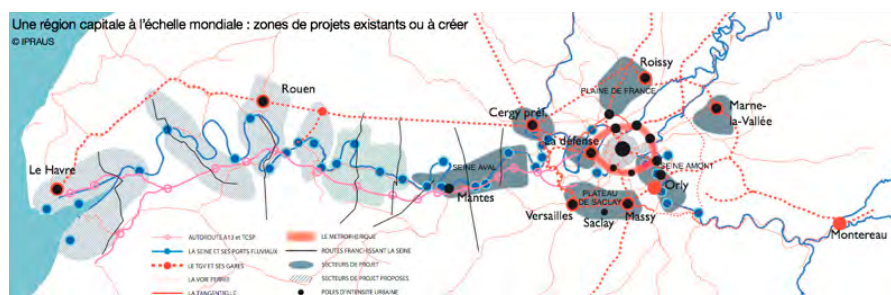 Une région capitale à l'échelle mondiale : zones de projets existants ou à créer
© IPRAUS
Roissy
PLAINE DE FRANCE
Rouen
Marne-
la-Vallée
Cergy préf.
La défense
Le Havre
SEINE AVAL
SEINE AMONT
Orly
Mantes
PLATEAU
DE SACLAY
Versailles
Massy
Saclay
Montereau
AUTOROUTE A13 et TCSP
LA SEINE ET SES PORTS FLUVIAUX
LE TGV ET SES GARES
LA VOIE FERREE
LA TANGENTIELLE
LE METROPHERIQUE
ROUTES FRANCHISSANT LA SEINE
SECTEURS DE PROJET
SECTEURS DE PROJET PROPOSES
POLES D'INTENSITE URBAINE